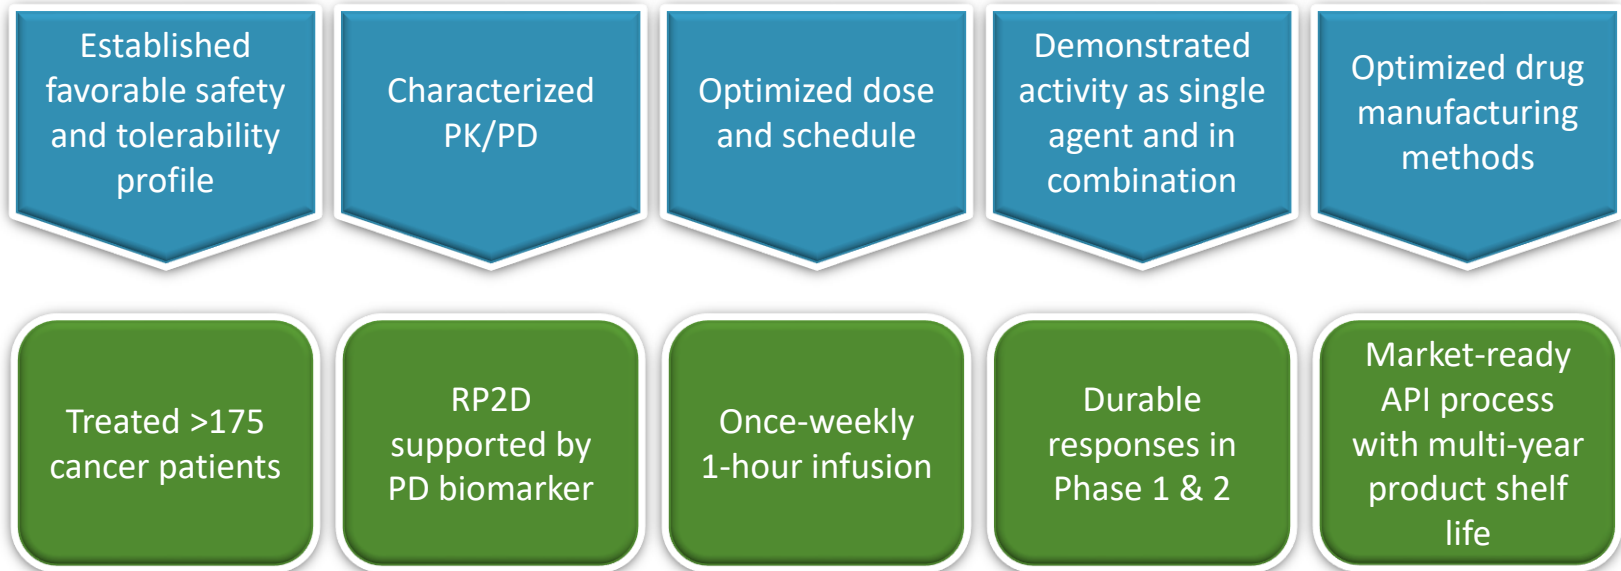 Established
favorable safety
and tolerability
profile
Characterized
PK/PD
Optimized dose
and schedule
Demonstrated
activity as single
agent and in
combination
Optimized drug
manufacturing
methods
Treated >175
cancer patients
RP2D
supported by
PD biomarker
Once-weekly
1-hour infusion
Durable
responses in
Phase 1 & 2
Market-ready
API process
with multi-year
product shelf
life